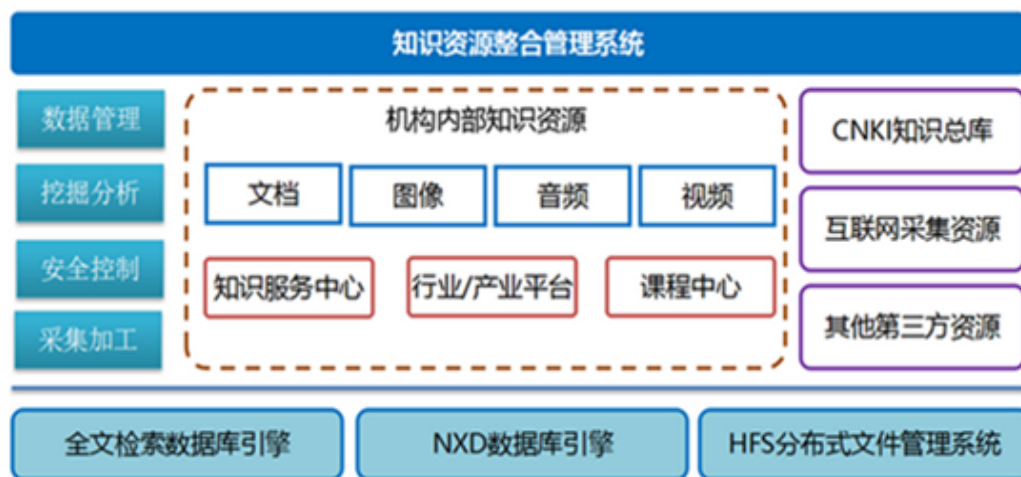 知识资源整合管理系统
数据管理
挖掘分析
安全控制
采集加工
机构内部知识资源
文档
图像
音频
视频
知识服务中心
行业/产业平台
课程中心
CNKI知识总库
互联网采集资源
其他第三方资源
全文检索数据库引擎
NXD数据库引擎
HFS分布式文件管理系统